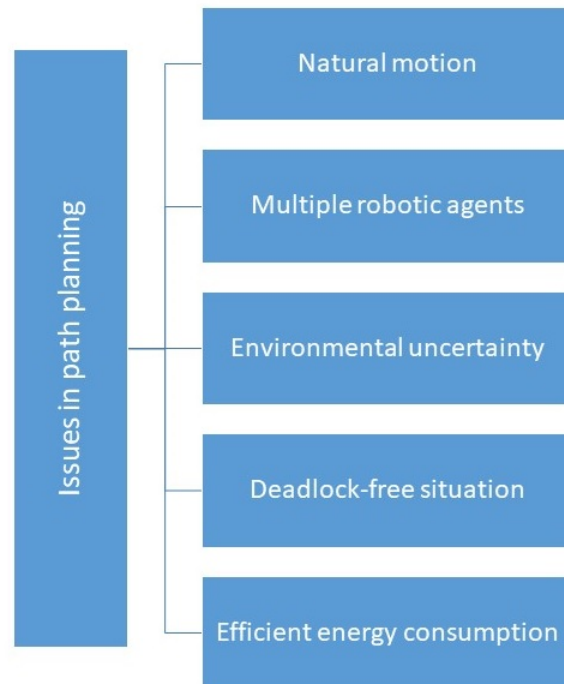 Issues in path planning
Natural motion
Multiple robotic agents
Environmental uncertainty
Deadlock-free situation
Efficient energy consumption